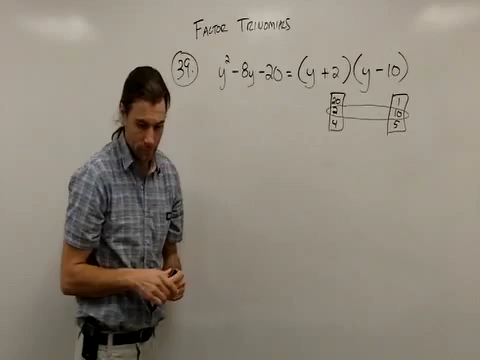 FACTOR TRINOMIALS
39. y² - 8y - 20 = (y + 2)(y - 10)
20 1
2 10
4 5